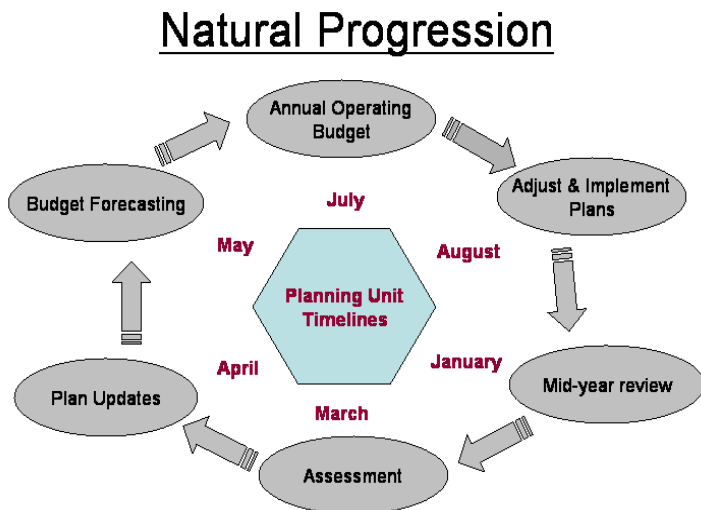 Natural Progression
Annual Operating
Budget
Adjust & Implement
Plans
Budget Forecasting
July
May
August
Planning Unit
Timelines
April
January
Mid-year review
Plan Updates
March
Assessment